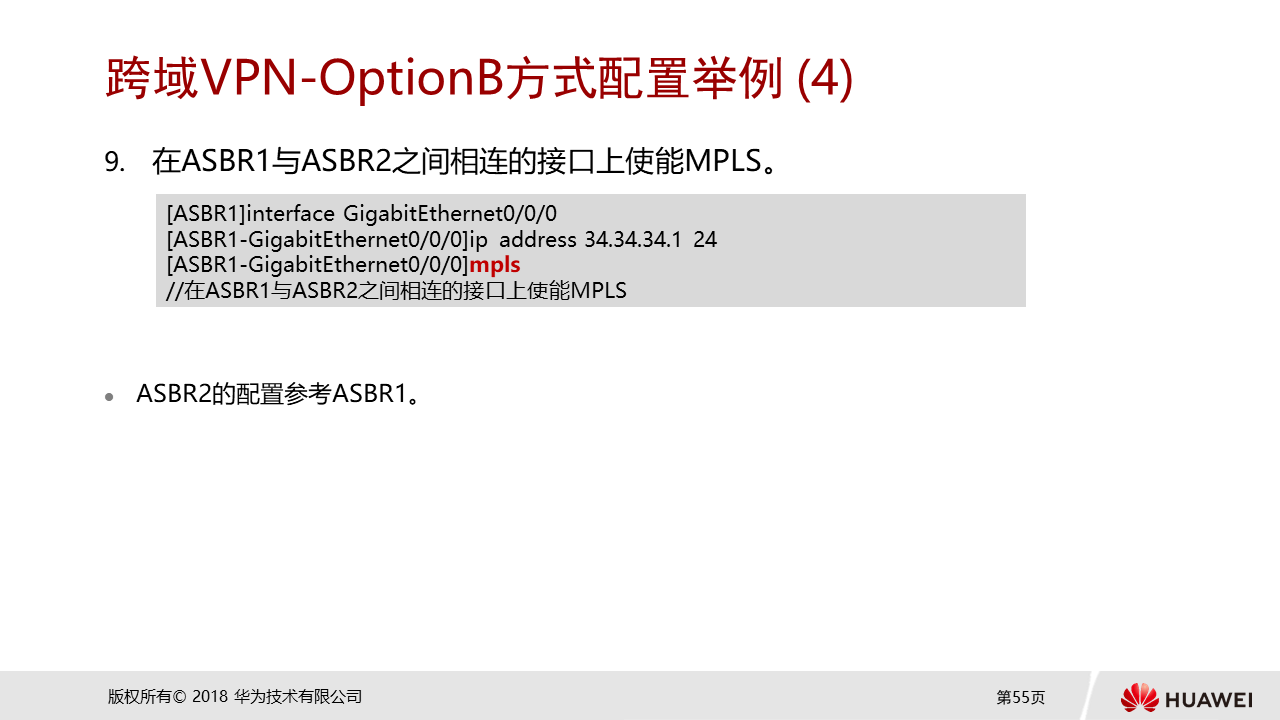 跨域VPN-OptionB方式配置举例 (4)
9. 在ASBR1与ASBR2之间相连的接口上使能MPLS。
[ASBR1]interface GigabitEthernet0/0/0
[ASBR1-GigabitEthernet0/0/0]ip address 34.34.34.1 24
[ASBR1-GigabitEthernet0/0/0]mpls
//在ASBR1与ASBR2之间相连的接口上使能MPLS
● ASBR2的配置参考ASBR1。
版权所有© 2018 华为技术有限公司
第55页
HUAWEI